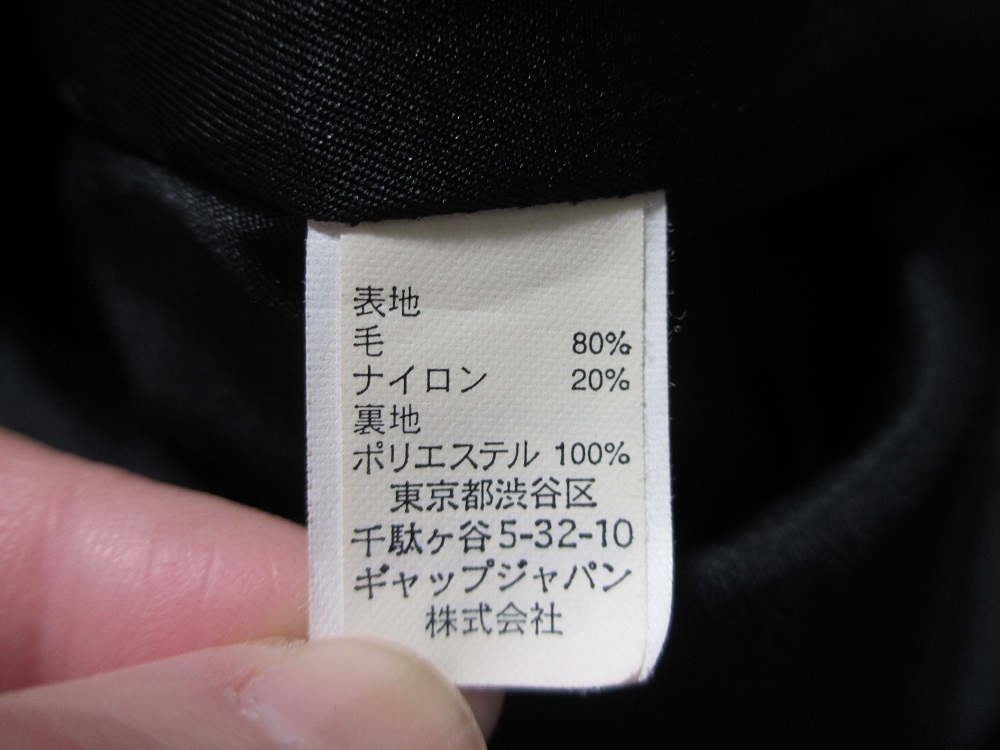 表地
毛 80%
ナイロン 20%
裏地
ポリエステル 100%
東京都渋谷区
千駄ヶ谷5-32-10
ギャップジャパン
株式会社